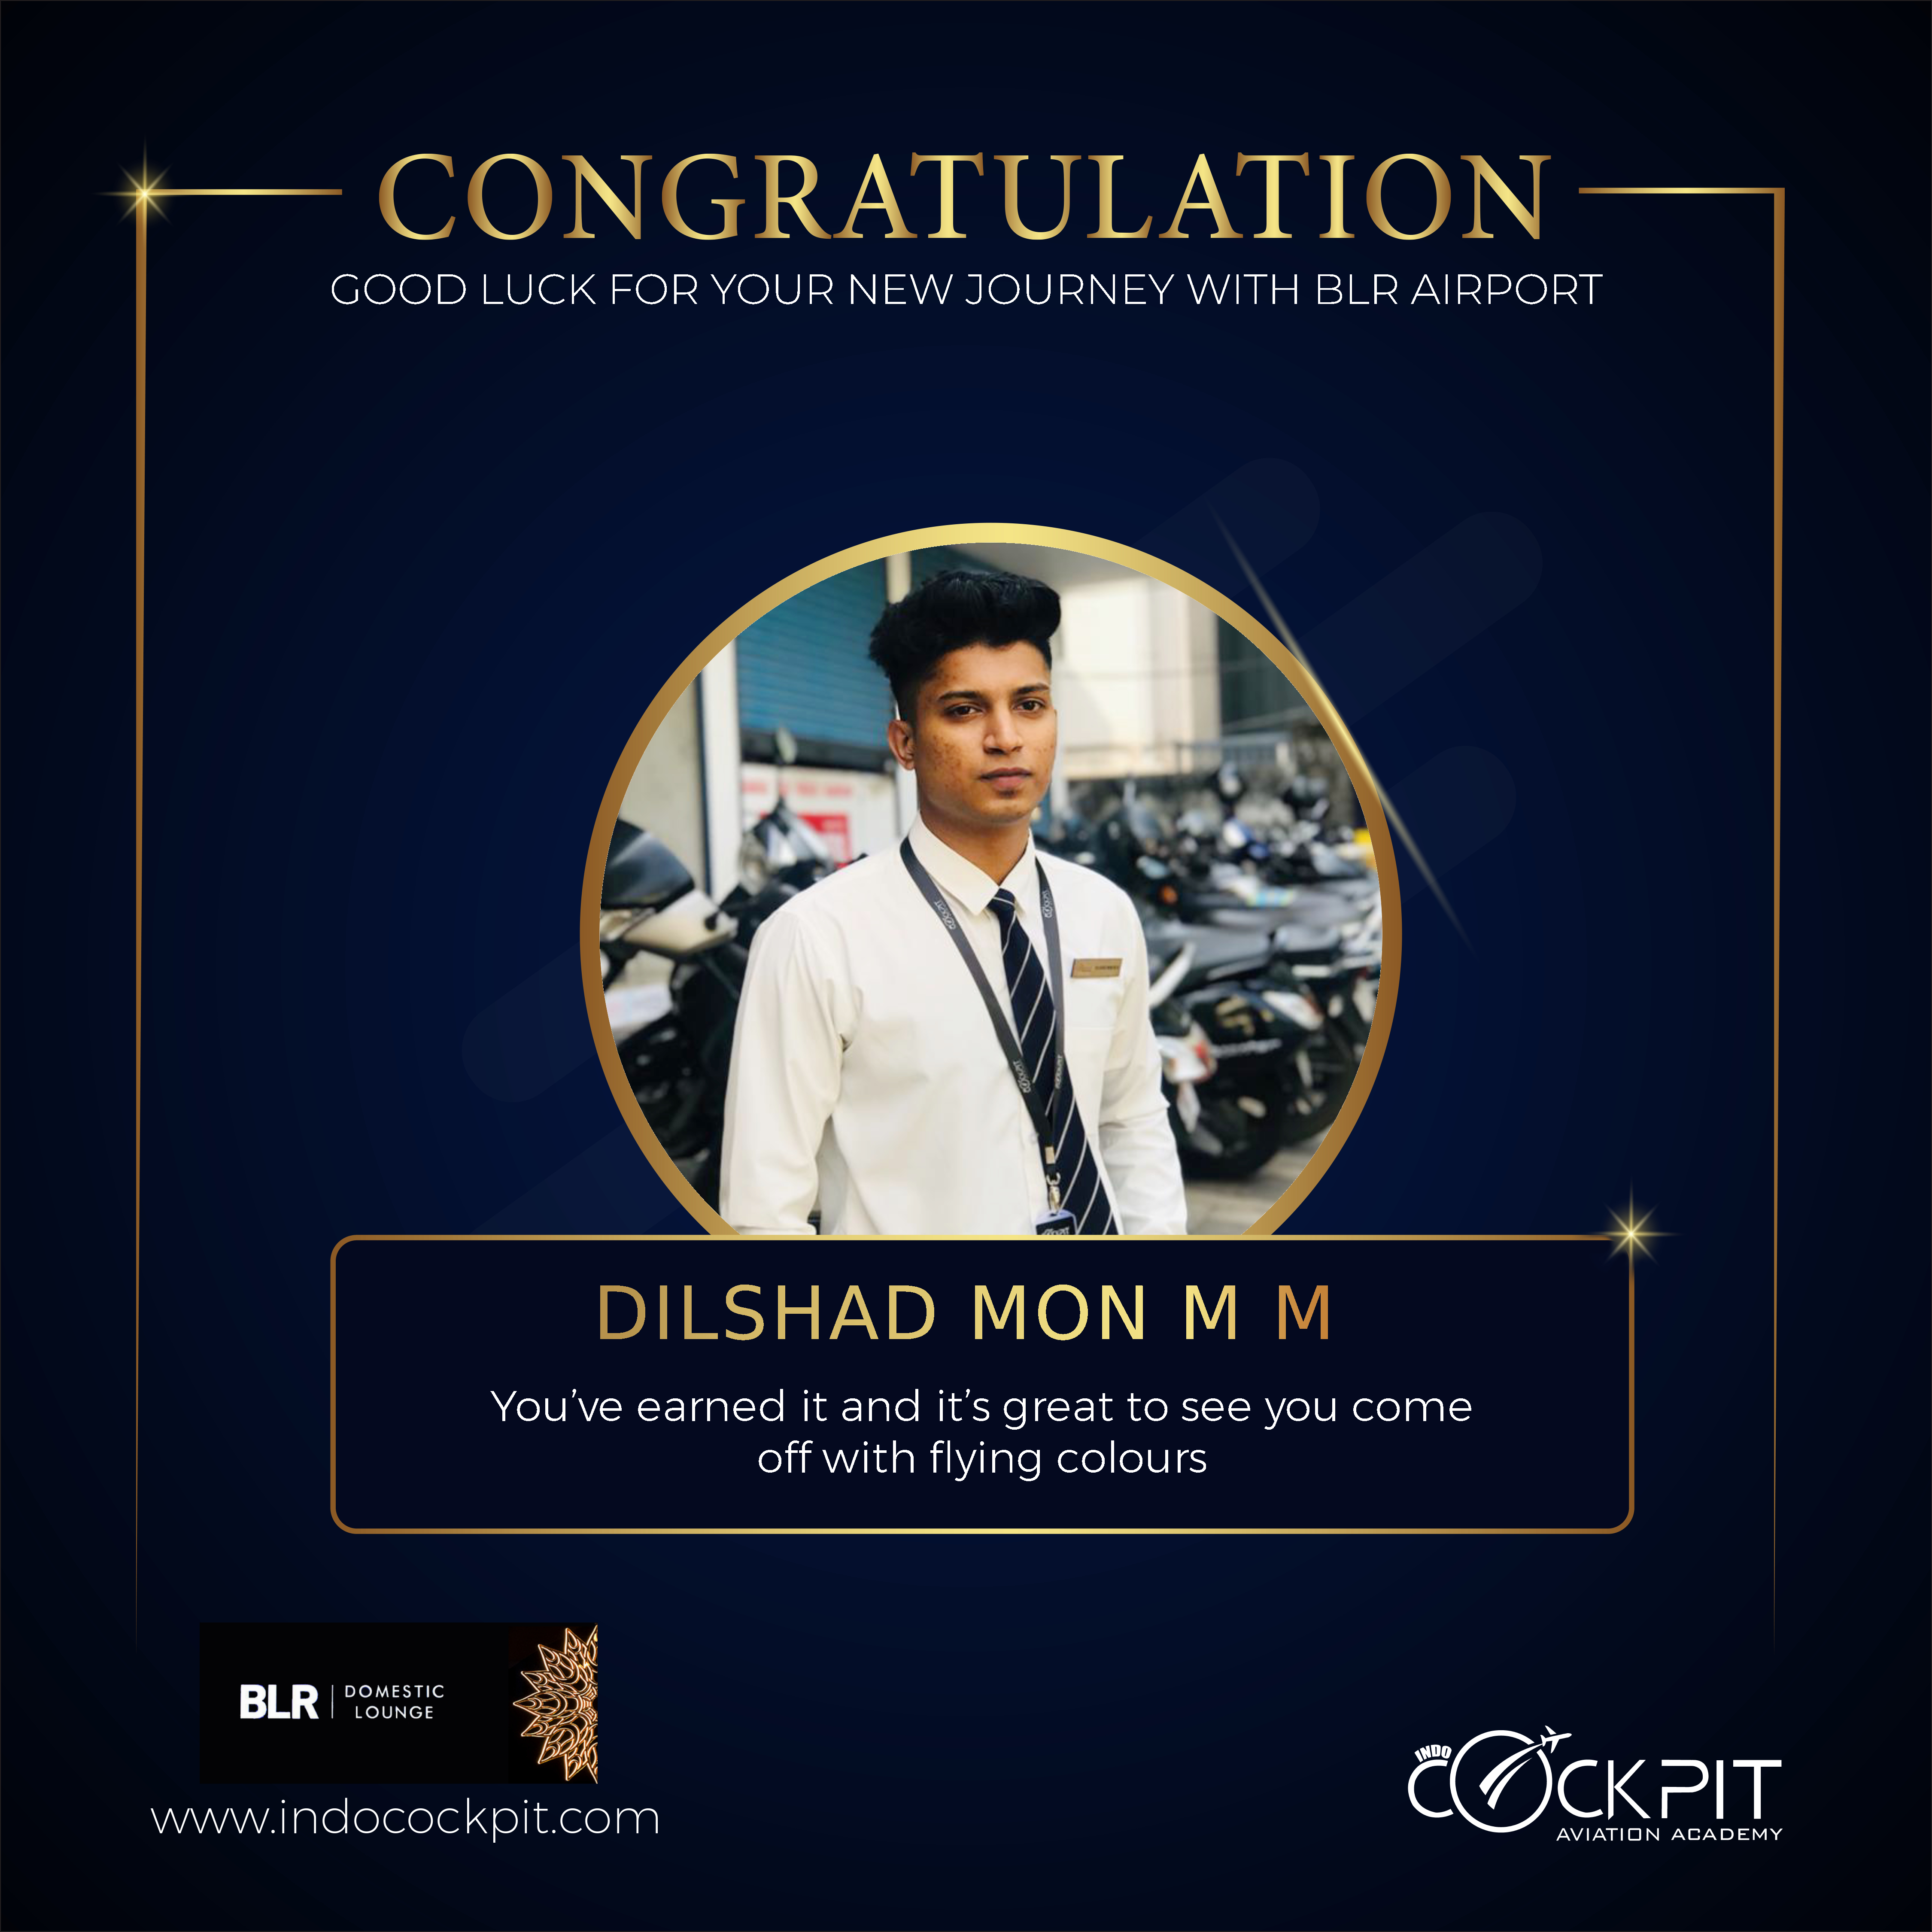 CONGRATULATION
GOOD LUCK FOR YOUR NEW JOURNEY WITH BLR AIRPORT
DILSHAD MON M M
You’ve earned it and it’s great to see you come
off with flying colours
BLR
DOMESTIC
LOUNGE
www.indocockpit.com
INDO
COCKPIT
AVIATION ACADEMY